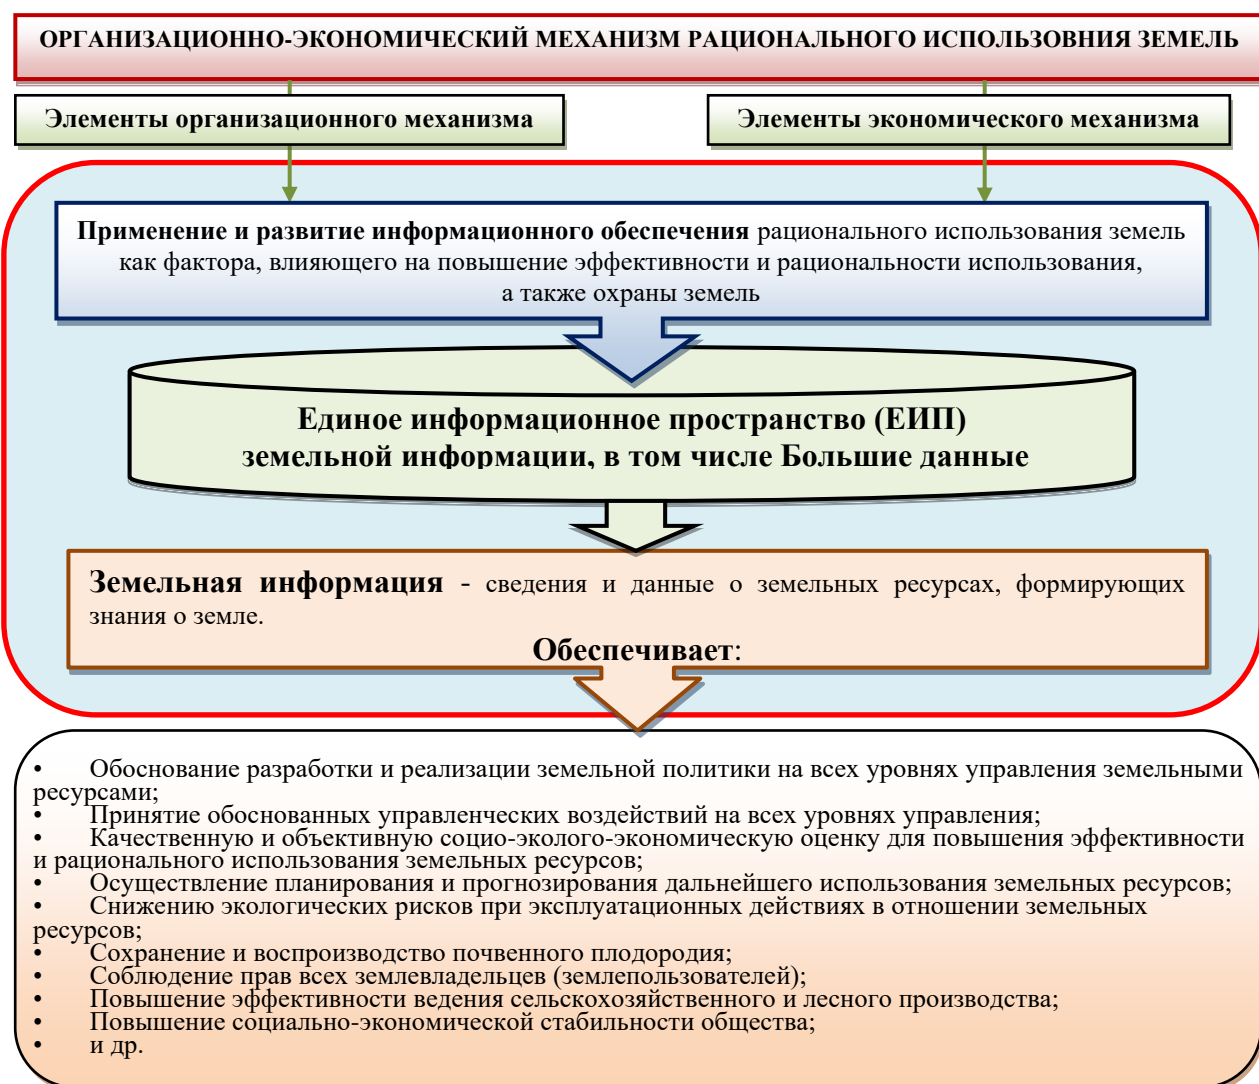 ОРГАНИЗАЦИОННО-ЭКОНОМИЧЕСКИЙ МЕХАНИЗМ РАЦИОНАЛЬНОГО ИСПОЛЬЗОВНИЯ ЗЕМЕЛЬ
Элементы организационного механизма
Элементы экономического механизма
Применение и развитие информационного обеспечения рационального использования земель
как фактора, влияющего на повышение эффективности и рациональности использования,
а также охраны земель
Единое информационное пространство (ЕИП)
земельной информации, в том числе Большие данные
Земельная информация - сведения и данные о земельных ресурсах, формирующих
знания о земле.
Обеспечивает:
• Обоснование разработки и реализации земельной политики на всех уровнях управления земельными
ресурсами;
• Принятие обоснованных управленческих воздействий на всех уровнях управления;
• Качественную и объективную социо-эколого-экономическую оценку для повышения эффективности
и рационального использования земельных ресурсов;
• Осуществление планирования и прогнозирования дальнейшего использования земельных ресурсов;
• Снижению экологических рисков при эксплуатационных действиях в отношении земельных
ресурсов;
• Сохранение и воспроизводство почвенного плодородия;
• Соблюдение прав всех землевладельцев (землепользователей);
• Повышение эффективности ведения сельскохозяйственного и лесного производства;
• Повышение социально-экономической стабильности общества;
• и др.